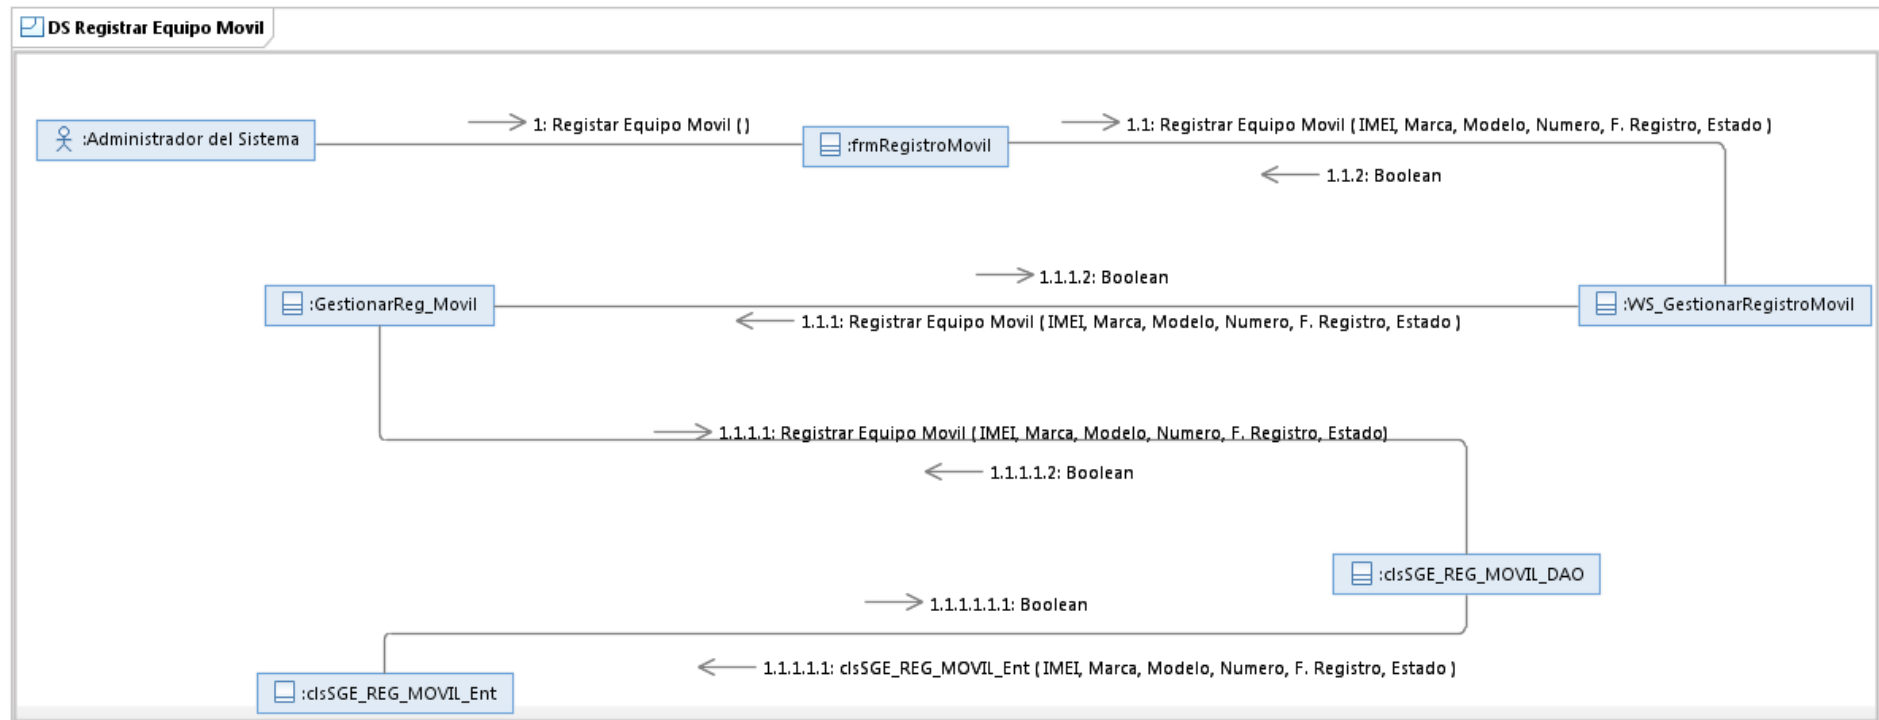 DS Registrar Equipo Movil
:Administrador del Sistema
1: Registar Equipo Movil ( )
:frmRegistroMovil
1.1: Registrar Equipo Movil ( IMEI, Marca, Modelo, Numero, F. Registro, Estado )
1.1.2: Boolean
1.1.1.2: Boolean
:GestionarReg_Movil
:WS_GestionarRegistroMovil
1.1.1: Registrar Equipo Movil ( IMEI, Marca, Modelo, Numero, F. Registro, Estado )
1.1.1.1: Registrar Equipo Movil ( IMEI, Marca, Modelo, Numero, F. Registro, Estado)
1.1.1.1.2: Boolean
:clsSGE_REG_MOVIL_DAO
1.1.1.1.1.1: Boolean
1.1.1.1.1: clsSGE_REG_MOVIL_Ent ( IMEI, Marca, Modelo, Numero, F. Registro, Estado )
:clsSGE_REG_MOVIL_Ent